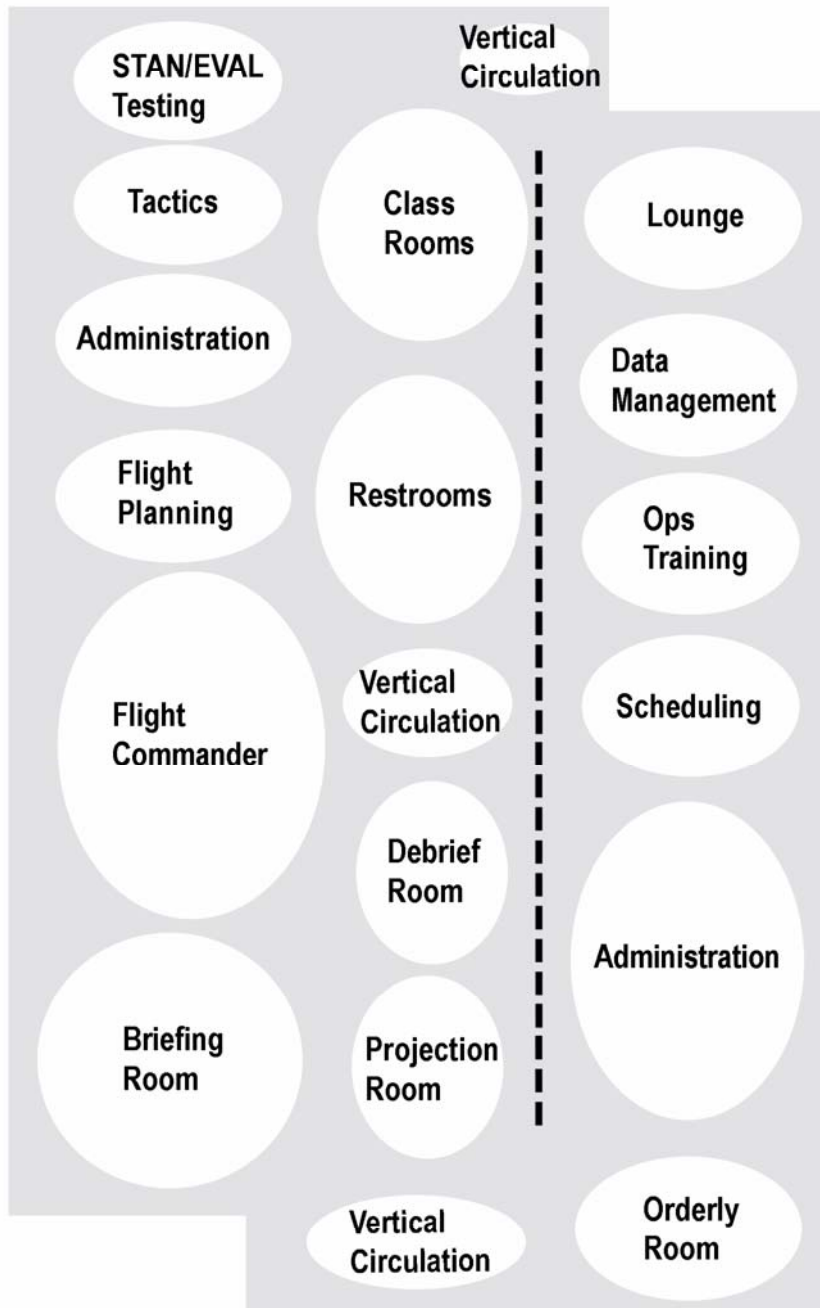 STAN/EVAL
Testing
Vertical
Circulation
Tactics
Class
Rooms
Lounge
Administration
Data
Management
Flight
Planning
Restrooms
Ops
Training
Flight
Commander
Vertical
Circulation
Scheduling
Debrief
Room
Administration
Briefing
Room
Projection
Room
Vertical
Circulation
Orderly
Room